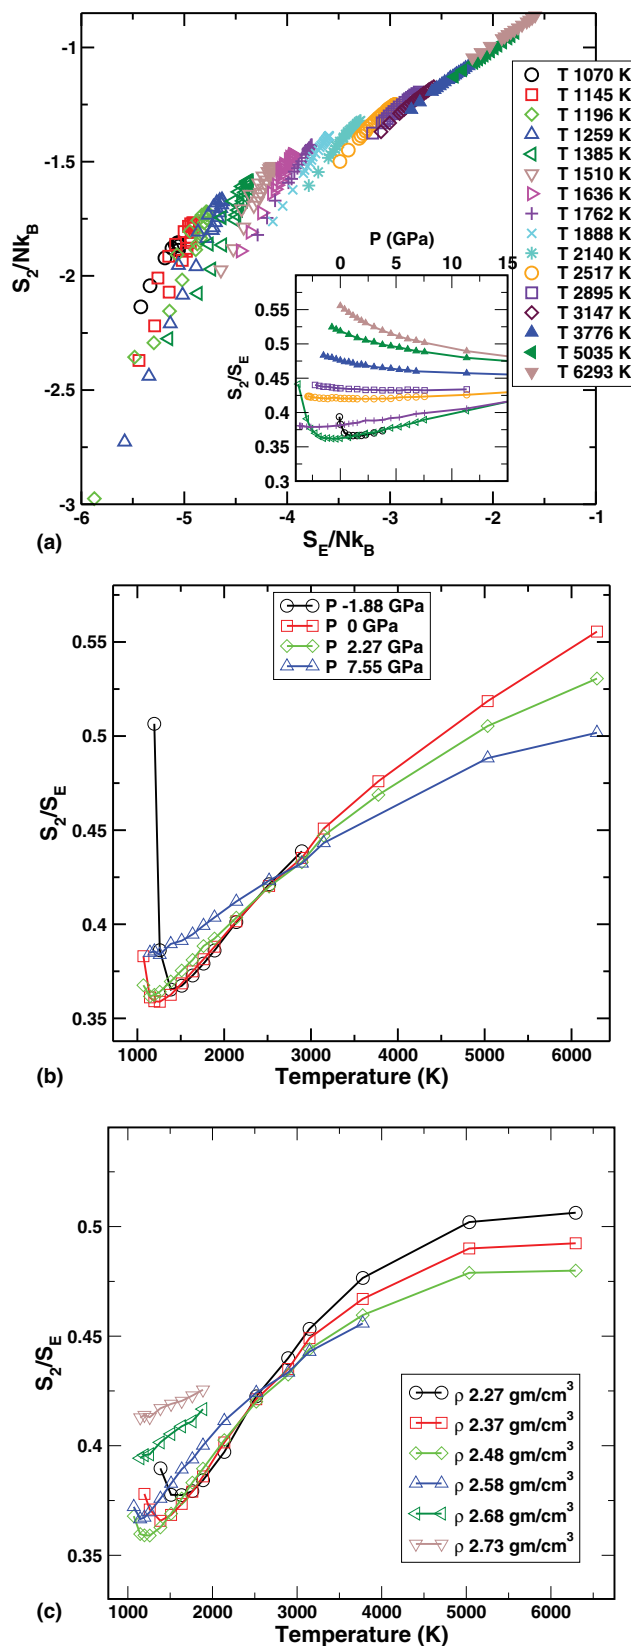 -1
-1.5
-2
-2.5
-3
S2/NkB
-6
-5
-4
-3
-2
-1
SE/NkB
(a)
T 1070 K
T 1145 K
T 1196 K
T 1259 K
T 1385 K
T 1510 K
T 1636 K
T 1762 K
T 1888 K
T 2140 K
T 2517 K
T 2895 K
T 3147 K
T 3776 K
T 5035 K
T 6293 K
P (GPa)
0
5
10
15
0.55
0.5
0.45
0.4
0.35
0.3
S2/SE
P -1.88 GPa
P 0 GPa
P 2.27 GPa
P 7.55 GPa
0.55
0.5
0.45
0.4
0.35
S2/SE
1000
2000
3000
4000
5000
6000
Temperature (K)
(b)
0.5
0.45
0.4
0.35
S2/SE
ρ 2.27 gm/cm³
ρ 2.37 gm/cm³
ρ 2.48 gm/cm³
ρ 2.58 gm/cm³
ρ 2.68 gm/cm³
ρ 2.73 gm/cm³
1000
2000
3000
4000
5000
6000
Temperature (K)
(c)